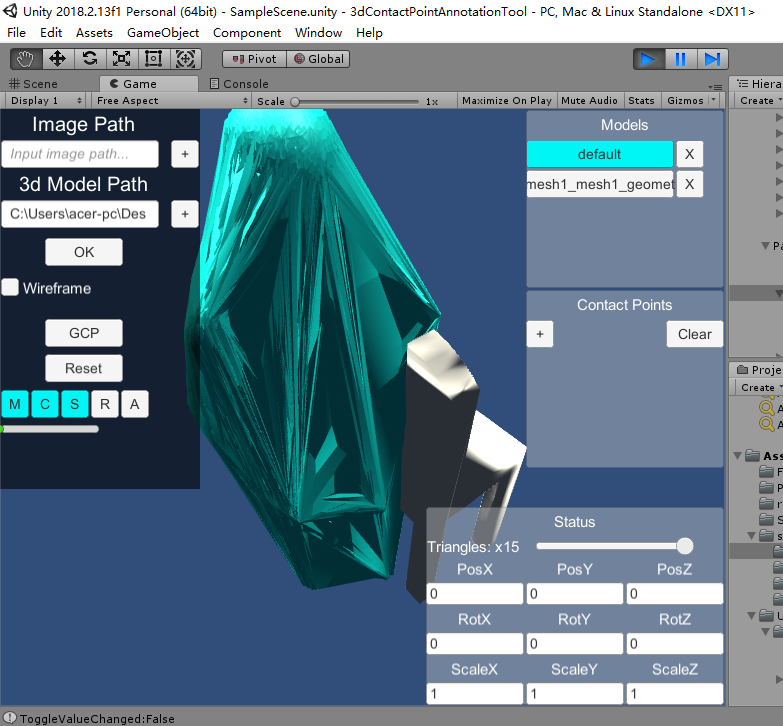 Unity 2018.2.13f1 Personal (64bit) - SampleScene.unity - 3dContactPointAnnotationTool - PC, Mac & Linux Standalone <DX11>
File Edit Assets GameObject Component Window Help
Pivot Global
Scene Game Console
Hiera
Display 1 Free Aspect Scale 1x Maximize On Play Mute Audio Stats Gizmos
Create
Image Path
Input image path... +
3d Model Path
C:\Users\acer-pc\Des +
OK
Wireframe
GCP
Reset
M C S R A
Models
default X
mesh1_mesh1_geomet X
Contact Points
+ Clear
Status
Triangles: x15
PosX PosY PosZ
0 0 0
RotX RotY RotZ
0 0 0
ScaleX ScaleY ScaleZ
1 1 1
Pa
Proje
Create
A
A
Ass
F
P
r
S
s
U
ToggleValueChanged:False